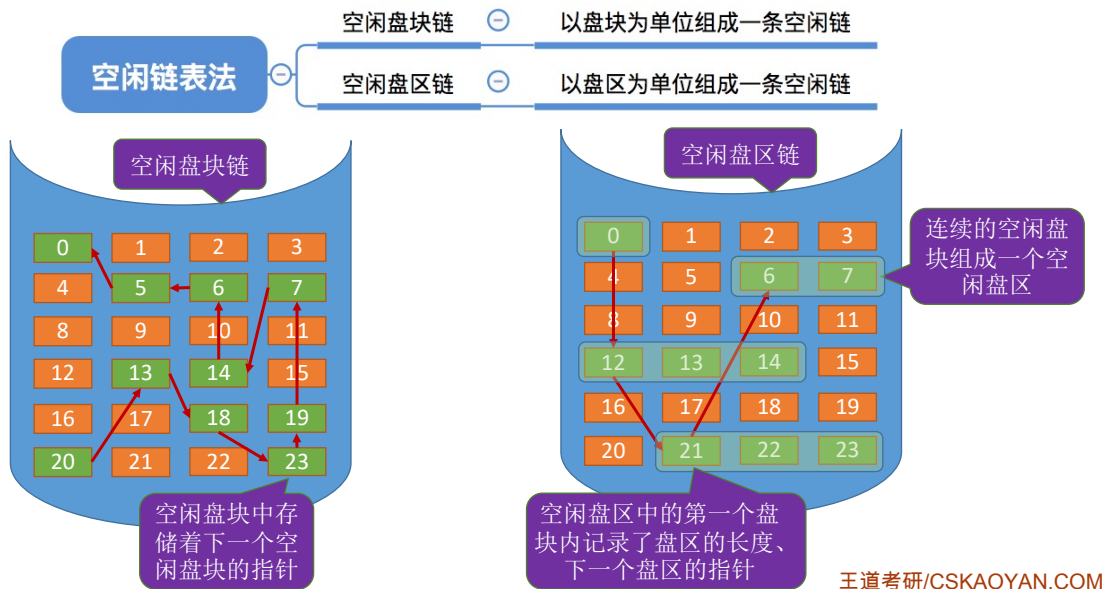 空闲链表法
空闲盘块链
以盘块为单位组成一条空闲链
空闲盘区链
以盘区为单位组成一条空闲链
空闲盘块链
0 1 2 3
4 5 6 7
8 9 10 11
12 13 14 15
16 17 18 19
20 21 22 23
空闲盘块中存
储着下一个空
闲盘块的指针
空闲盘区链
0 1 2 3
4 5 6 7
8 9 10 11
12 13 14 15
16 17 18 19
20 21 22 23
连续的空闲盘
块组成一个空
闲盘区
空闲盘区中的第一个盘
块内记录了盘区的长度、
下一个盘区的指针
王道考研/CSKAOYAN.COM